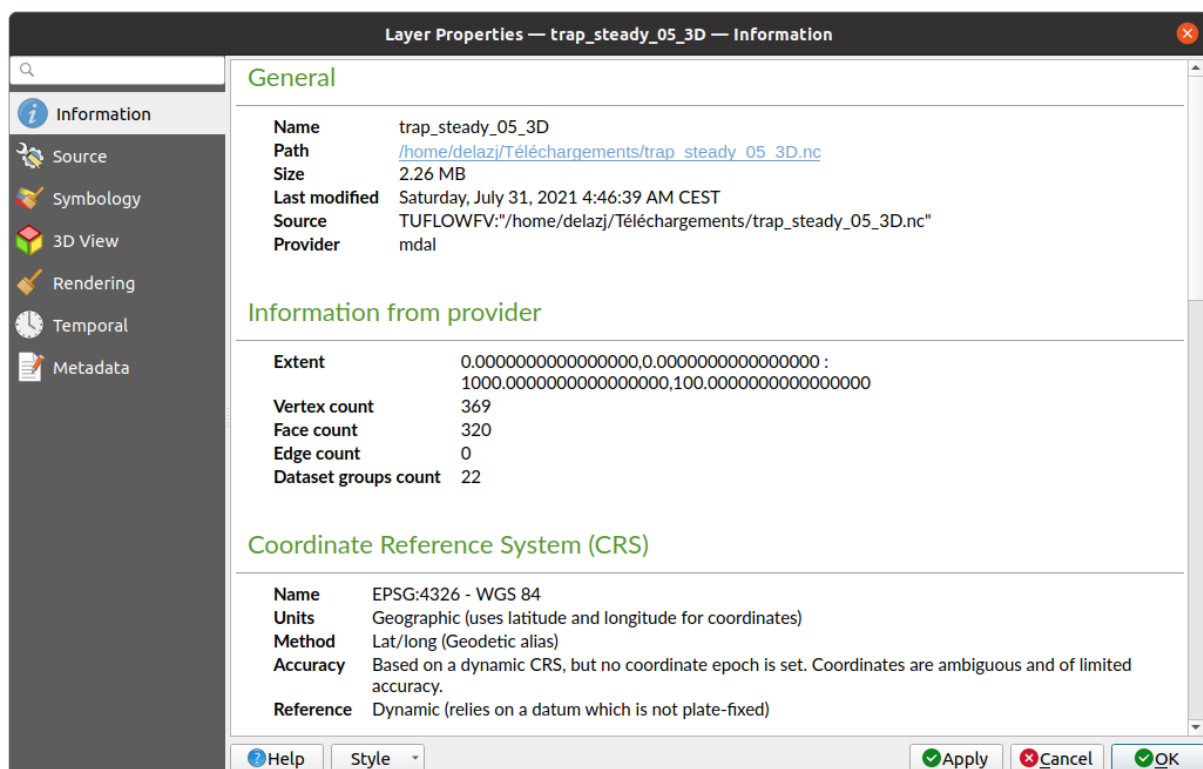 Layer Properties — trap_steady_05_3D — Information
Information
Source
Symbology
3D View
Rendering
Temporal
Metadata
General
Name trap_steady_05_3D
Path /home/delazj/Téléchargements/trap_steady_05_3D.nc
Size 2.26 MB
Last modified Saturday, July 31, 2021 4:46:39 AM CEST
Source TUFLOWFV:"/home/delazj/Téléchargements/trap_steady_05_3D.nc"
Provider mdal
Information from provider
Extent 0.0000000000000000,0.0000000000000000 :
1000.0000000000000000,100.0000000000000000
Vertex count 369
Face count 320
Edge count 0
Dataset groups count 22
Coordinate Reference System (CRS)
Name EPSG:4326 - WGS 84
Units Geographic (uses latitude and longitude for coordinates)
Method Lat/long (Geodetic alias)
Accuracy Based on a dynamic CRS, but no coordinate epoch is set. Coordinates are ambiguous and of limited
accuracy.
Reference Dynamic (relies on a datum which is not plate-fixed)
Help Style Apply Cancel OK